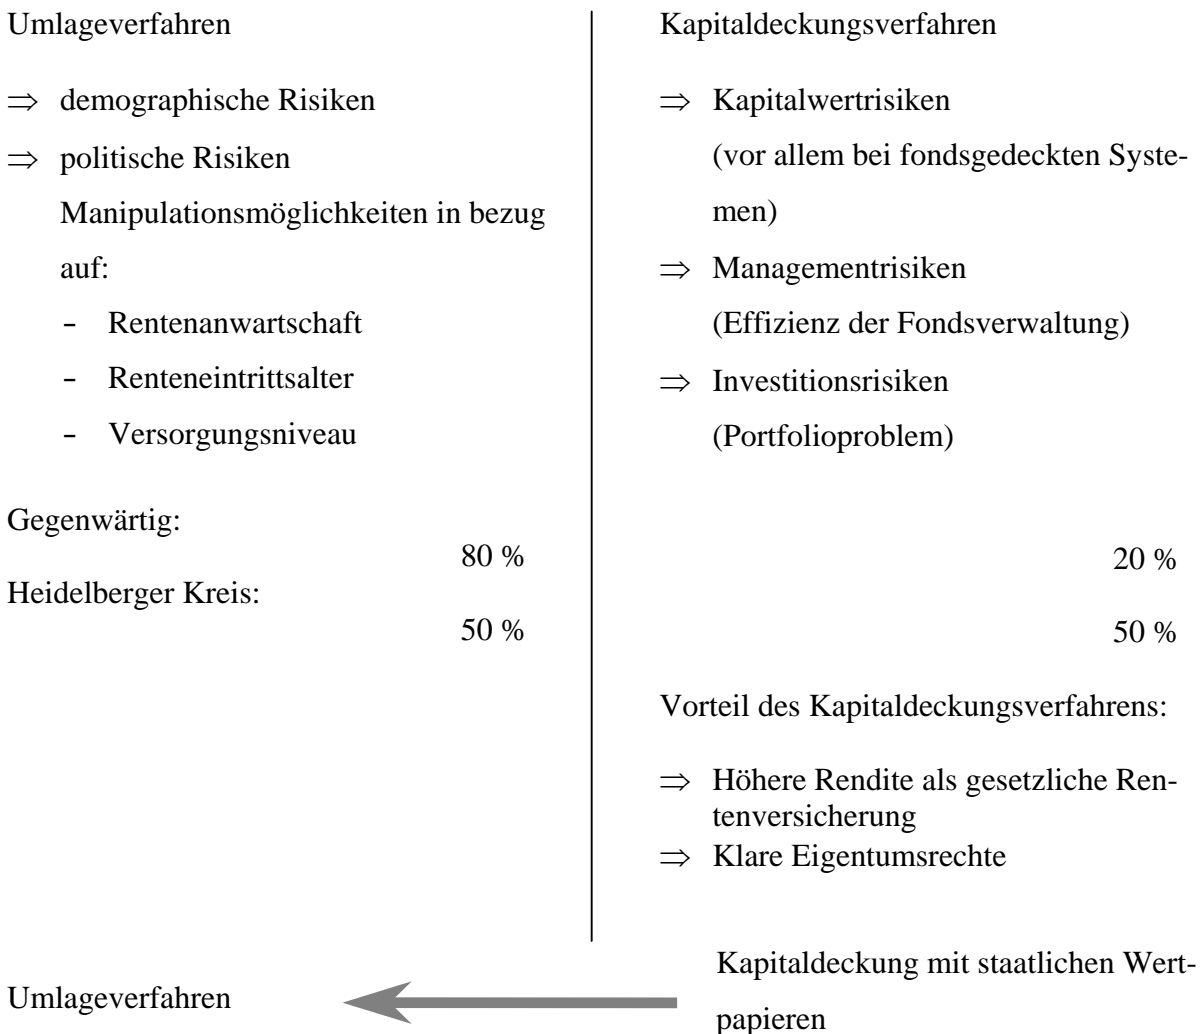 Umlageverfahren
⇒ demographische Risiken
⇒ politische Risiken
Manipulationsmöglichkeiten in bezug
auf:
- Rentenanwartschaft
- Renteneintrittsalter
- Versorgungsniveau
Gegenwärtig:
80 %
Heidelberger Kreis:
50 %
Kapitaldeckungsverfahren
⇒ Kapitalwertrisiken
(vor allem bei fondsgedeckten Syste-
men)
⇒ Managementrisiken
(Effizienz der Fondsverwaltung)
⇒ Investitionsrisiken
(Portfolioproblem)
20 %
50 %
Vorteil des Kapitaldeckungsverfahrens:
⇒ Höhere Rendite als gesetzliche Ren-
tenversicherung
⇒ Klare Eigentumsrechte
Umlageverfahren
Kapitaldeckung mit staatlichen Wert-
papieren